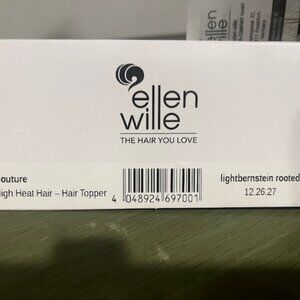 ellen
wille
THE HAIR YOU LOVE
outure
lightbernstein rooted
igh Heat Hair – Hair Topper
12.26.27
4 048924 697001